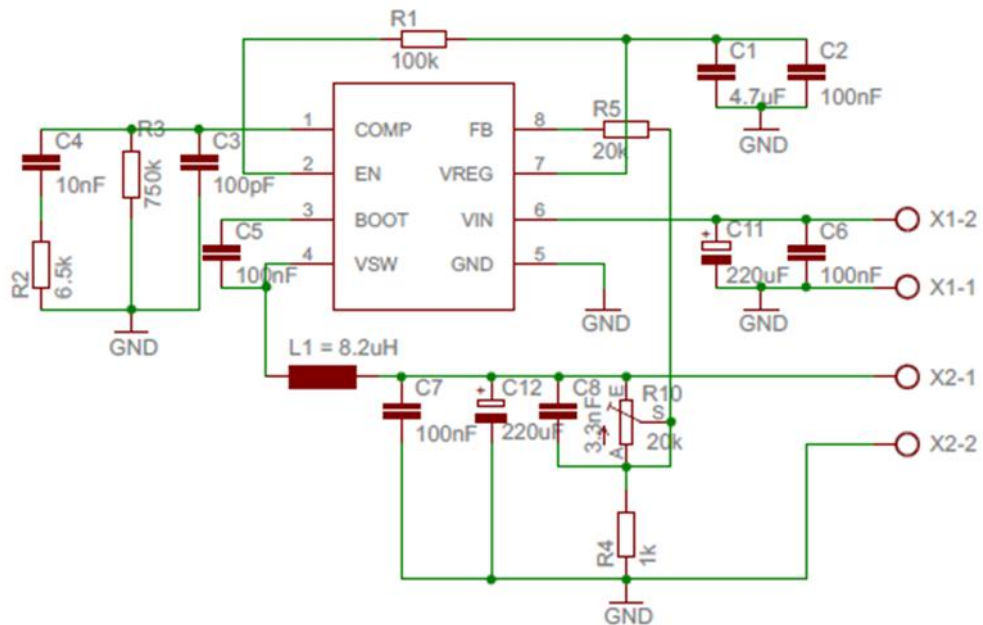 R1
100k
C1
4.7uF
C2
100nF
GND
R5
20k
C4
10nF
R3
750k
C3
100pF
R2
6.5k
GND
1 COMP FB 8
2 EN VREG 7
3 BOOT VIN 6
4 VSW GND 5
C5
100nF
GND
C11
+
220uF
C6
100nF
GND
X1-2
X1-1
L1 = 8.2uH
C7
100nF
+
C12
220uF
C8
3.3nF
E
R10
S
20k
A
X2-1
X2-2
R4
1k
GND